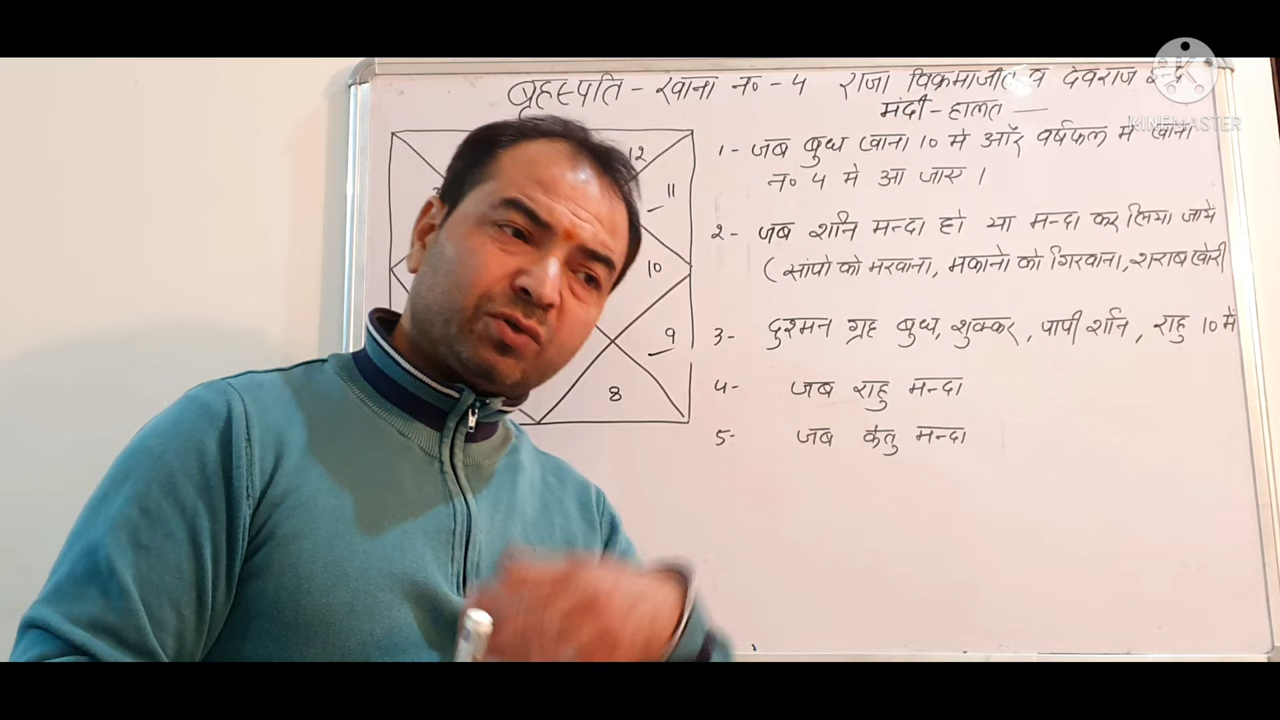 बृहस्पति - खाना न० - 4 राजा विक्रमाजीत व देवराज इन्द्र
मंदी - हालत —
KINEMASTER
1- जब बुध खाना 10 मे और वर्षफल मे खाना
न० 4 मे आ जाए ।
2- जब शनि मन्दा हो या मन्दा कर लिया जाये
( सांपो को मरवाना, मकानो को गिरवाना, शराब खोरी
3- दुश्मन ग्रह बुध, शुक्कर, पापी शनि, राहु 10 में
4- जब राहु मन्दा
5- जब केतु मन्दा
12
11
10
9
8